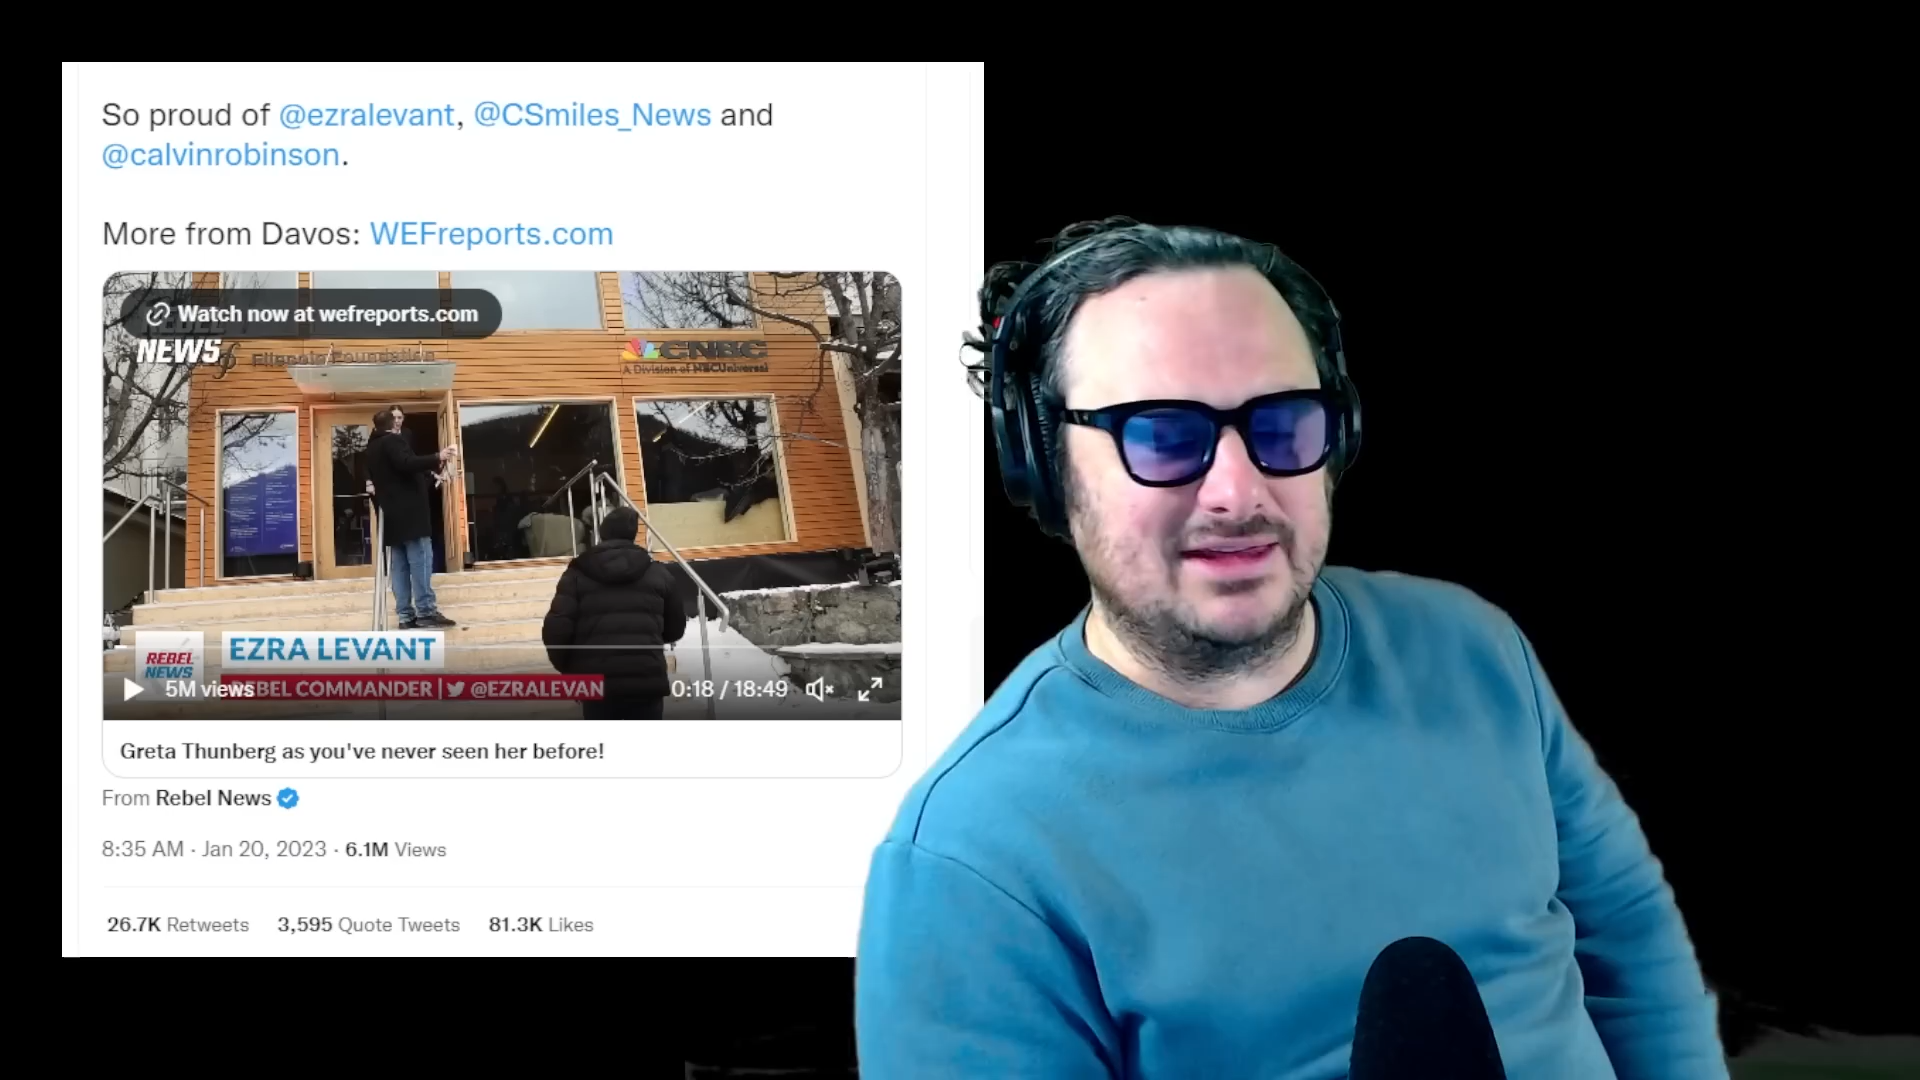 So proud of @ezralevant, @CSmiles_News and
@calvinrobinson.
More from Davos: WEFreports.com
Watch now at wefreports.com
NEWS
Foundation
CNBC
A Division of NBCUniversal
REBEL
NEWS
EZRA LEVANT
REBEL COMMANDER | @EZRALEVAN
5M views
0:18 / 18:49
Greta Thunberg as you've never seen her before!
From Rebel News
8:35 AM · Jan 20, 2023 · 6.1M Views
26.7K Retweets 3,595 Quote Tweets 81.3K Likes